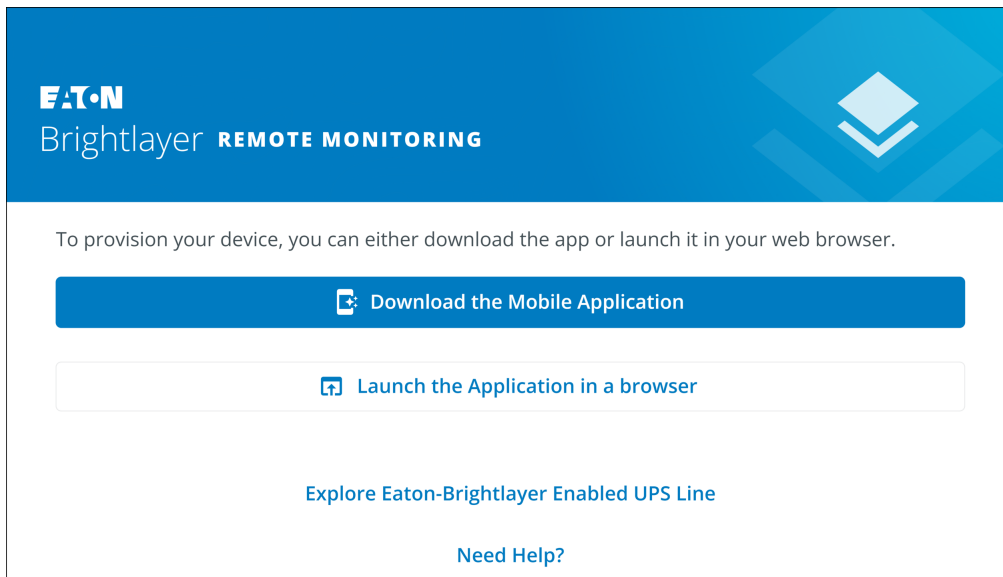 EATON
Brightlayer REMOTE MONITORING
To provision your device, you can either download the app or launch it in your web browser.
Download the Mobile Application
Launch the Application in a browser
Explore Eaton-Brightlayer Enabled UPS Line
Need Help?